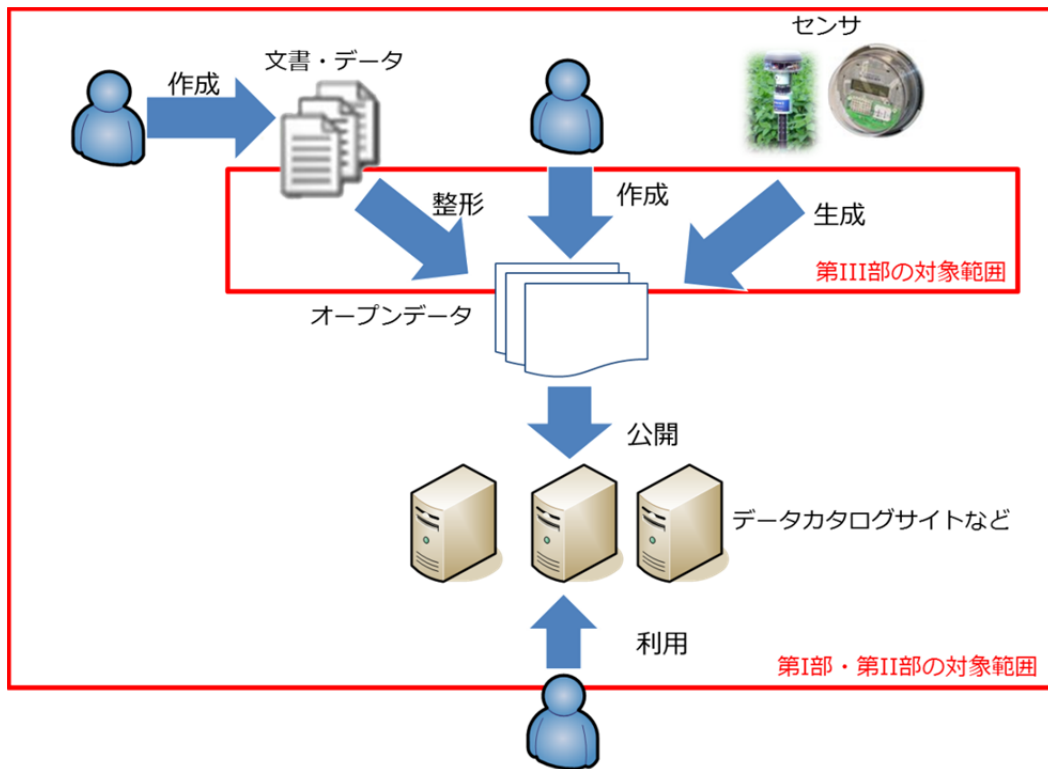 センサ
文書・データ
作成
整形
作成
生成
第III部の対象範囲
オープンデータ
公開
データカタログサイトなど
利用
第I部・第II部の対象範囲